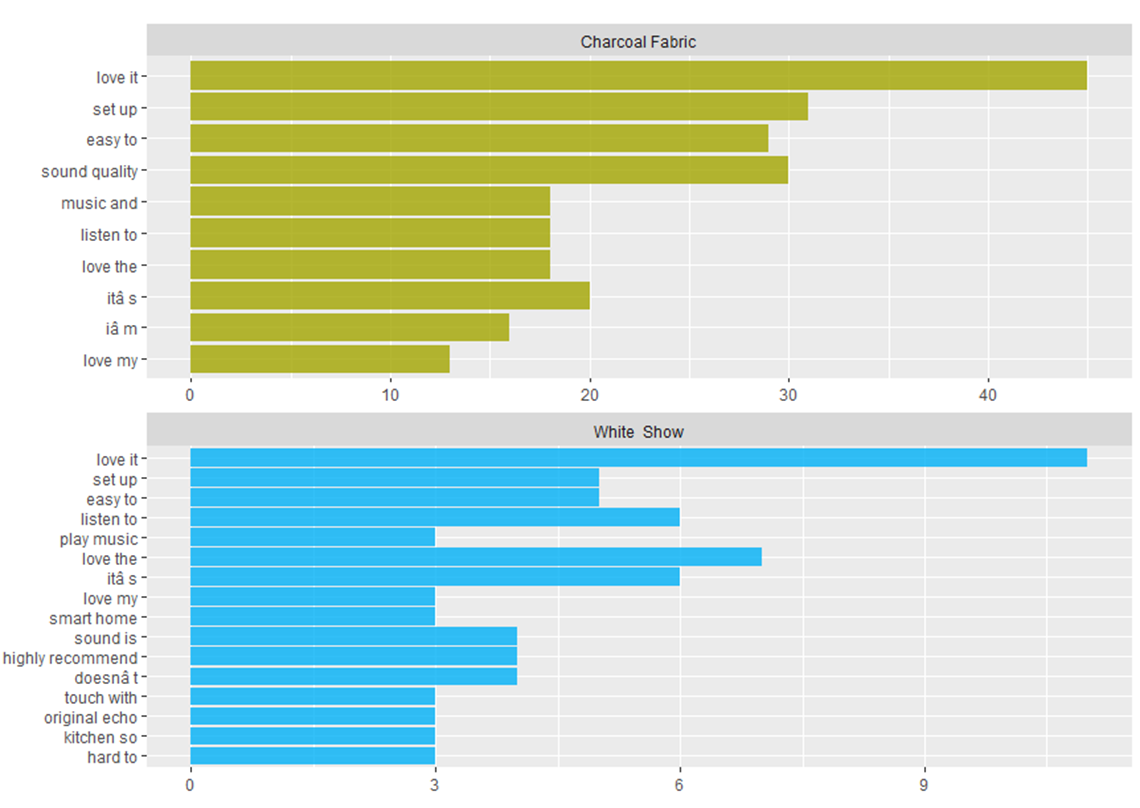 Charcoal Fabric
love it
set up
easy to
sound quality
music and
listen to
love the
itâ s
iâ m
love my
0 10 20 30 40
White  Show
love it
set up
easy to
listen to
play music
love the
itâ s
love my
smart home
sound is
highly recommend
doesnâ t
touch with
original echo
kitchen so
hard to
0 3 6 9